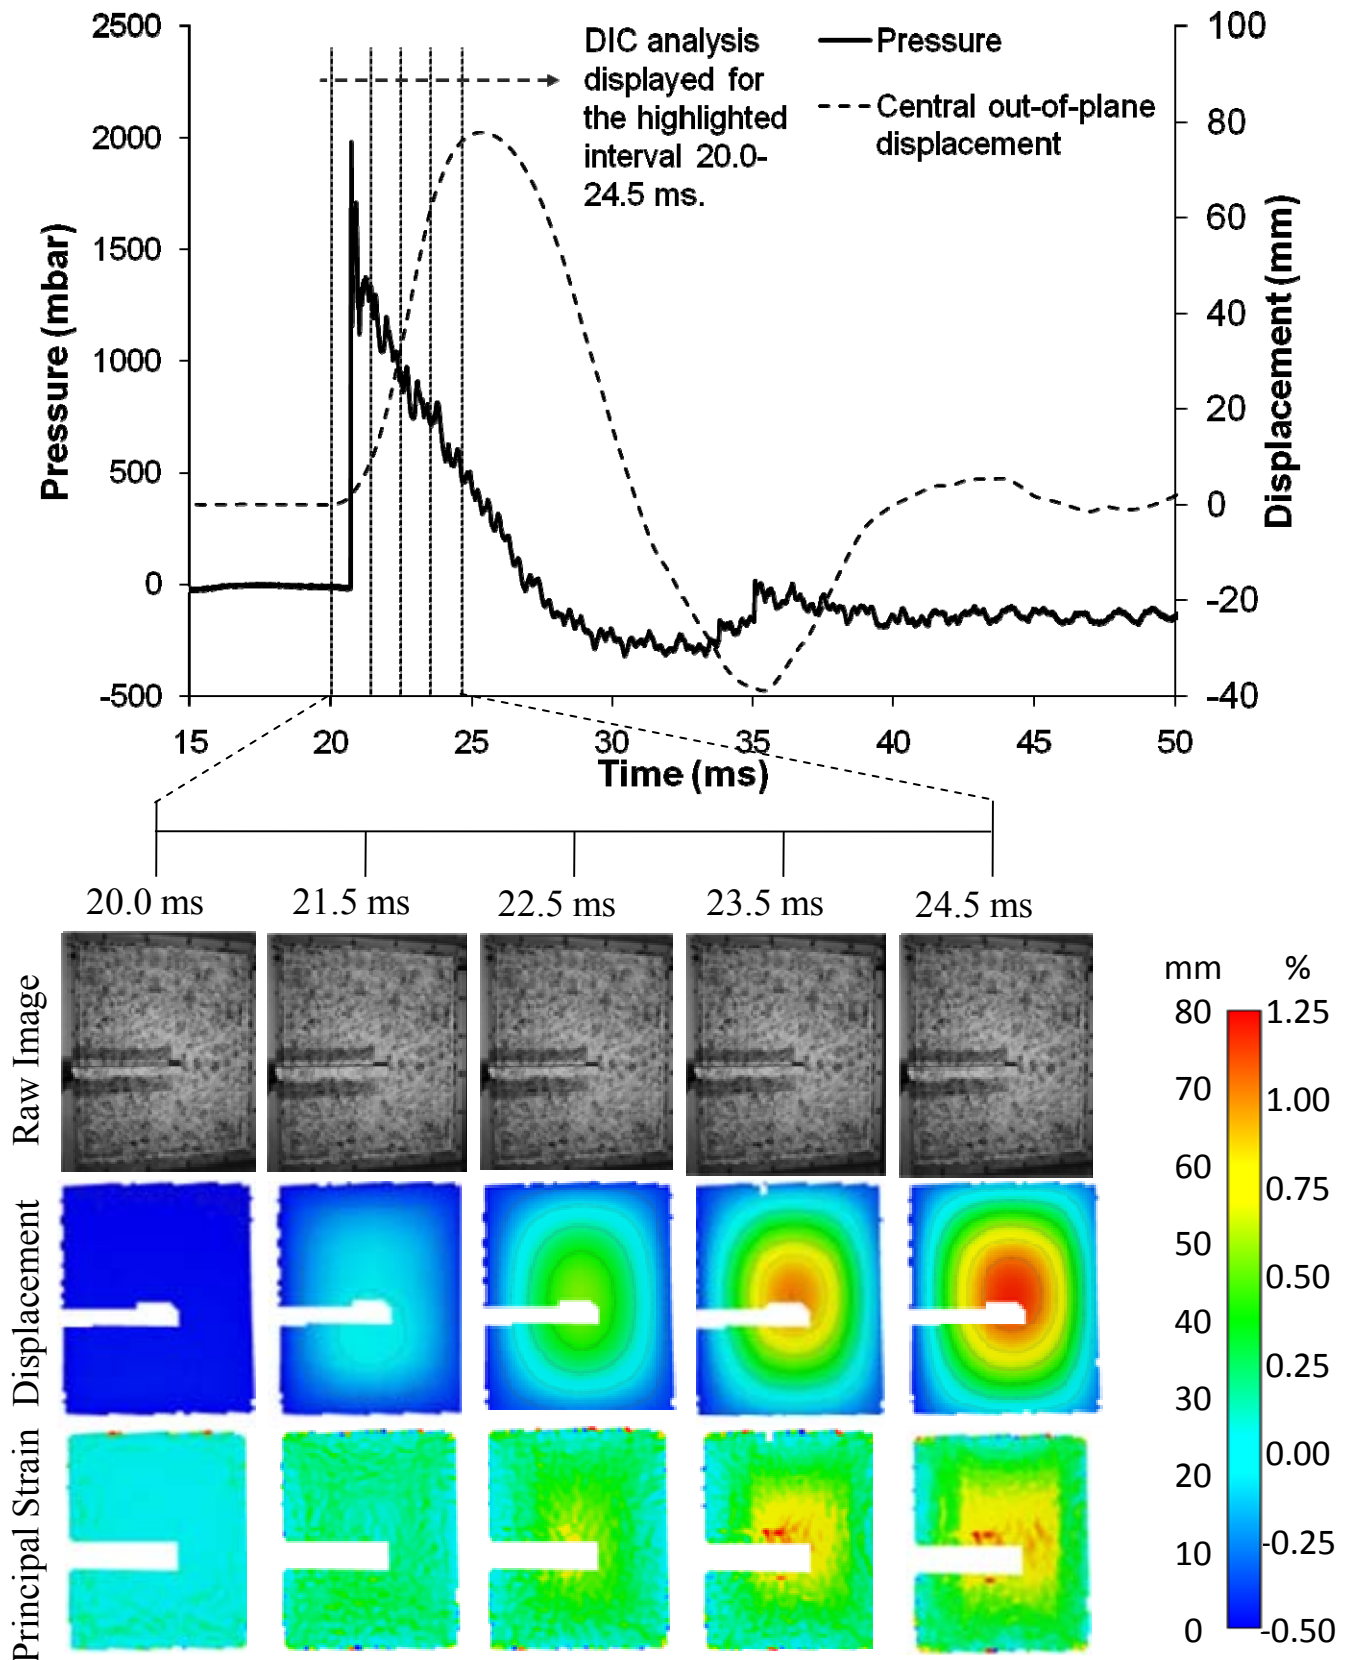 2500
2000
1500
1000
500
0
-500
Pressure (mbar)
DIC analysis
displayed for
the highlighted
interval 20.0-
24.5 ms.
Pressure
Central out-of-plane
displacement
100
80
60
40
20
0
-20
-40
Displacement (mm)
15 20 25 30 35 40 45 50
Time (ms)
20.0 ms 21.5 ms 22.5 ms 23.5 ms 24.5 ms
Raw Image
Displacement
Principal Strain
mm %
80 1.25
70 1.00
60 0.75
50 0.50
40 0.25
30 0.00
20 -0.25
10 -0.50
0